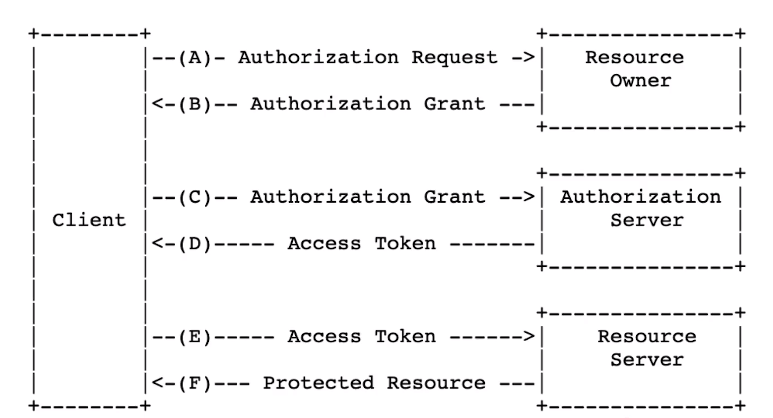 +--------+                               +---------------+
|        |--(A)- Authorization Request ->|   Resource    |
|        |                               |     Owner     |
|        |<-(B)-- Authorization Grant ---|               |
|        |                               +---------------+
|        |
|        |                               +---------------+
|        |--(C)-- Authorization Grant -->| Authorization |
| Client |                               |     Server    |
|        |<-(D)----- Access Token -------|               |
|        |                               +---------------+
|        |
|        |                               +---------------+
|        |--(E)----- Access Token ------>|    Resource   |
|        |                               |     Server    |
|        |<-(F)--- Protected Resource ---|               |
+--------+                               +---------------+